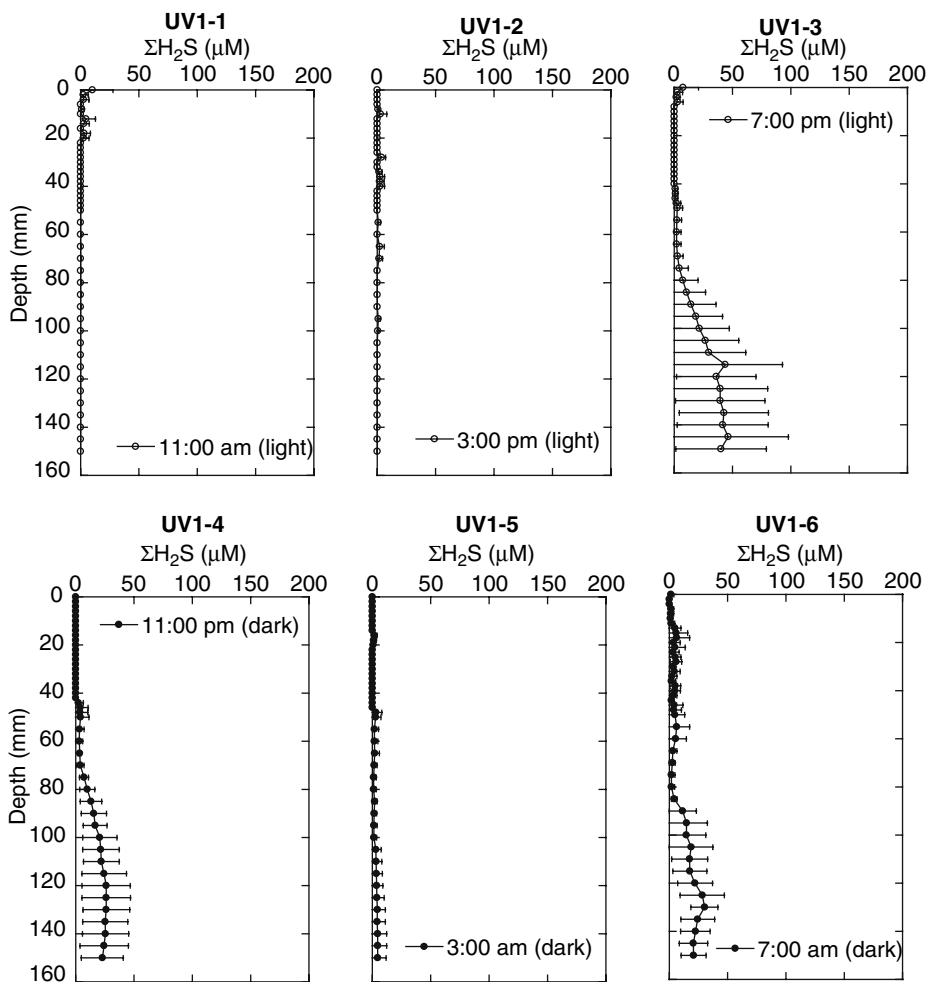 UV1-1
ΣH₂S (μM)
0 50 100 150 200
0
20
40
60
80
100
120
140
160
Depth (mm)
11:00 am (light)
UV1-2
ΣH₂S (μM)
0 50 100 150 200
3:00 pm (light)
UV1-3
ΣH₂S (μM)
0 50 100 150 200
7:00 pm (light)
UV1-4
ΣH₂S (μM)
0 50 100 150 200
0
20
40
60
80
100
120
140
160
Depth (mm)
11:00 pm (dark)
UV1-5
ΣH₂S (μM)
0 50 100 150 200
3:00 am (dark)
UV1-6
ΣH₂S (μM)
0 50 100 150 200
7:00 am (dark)